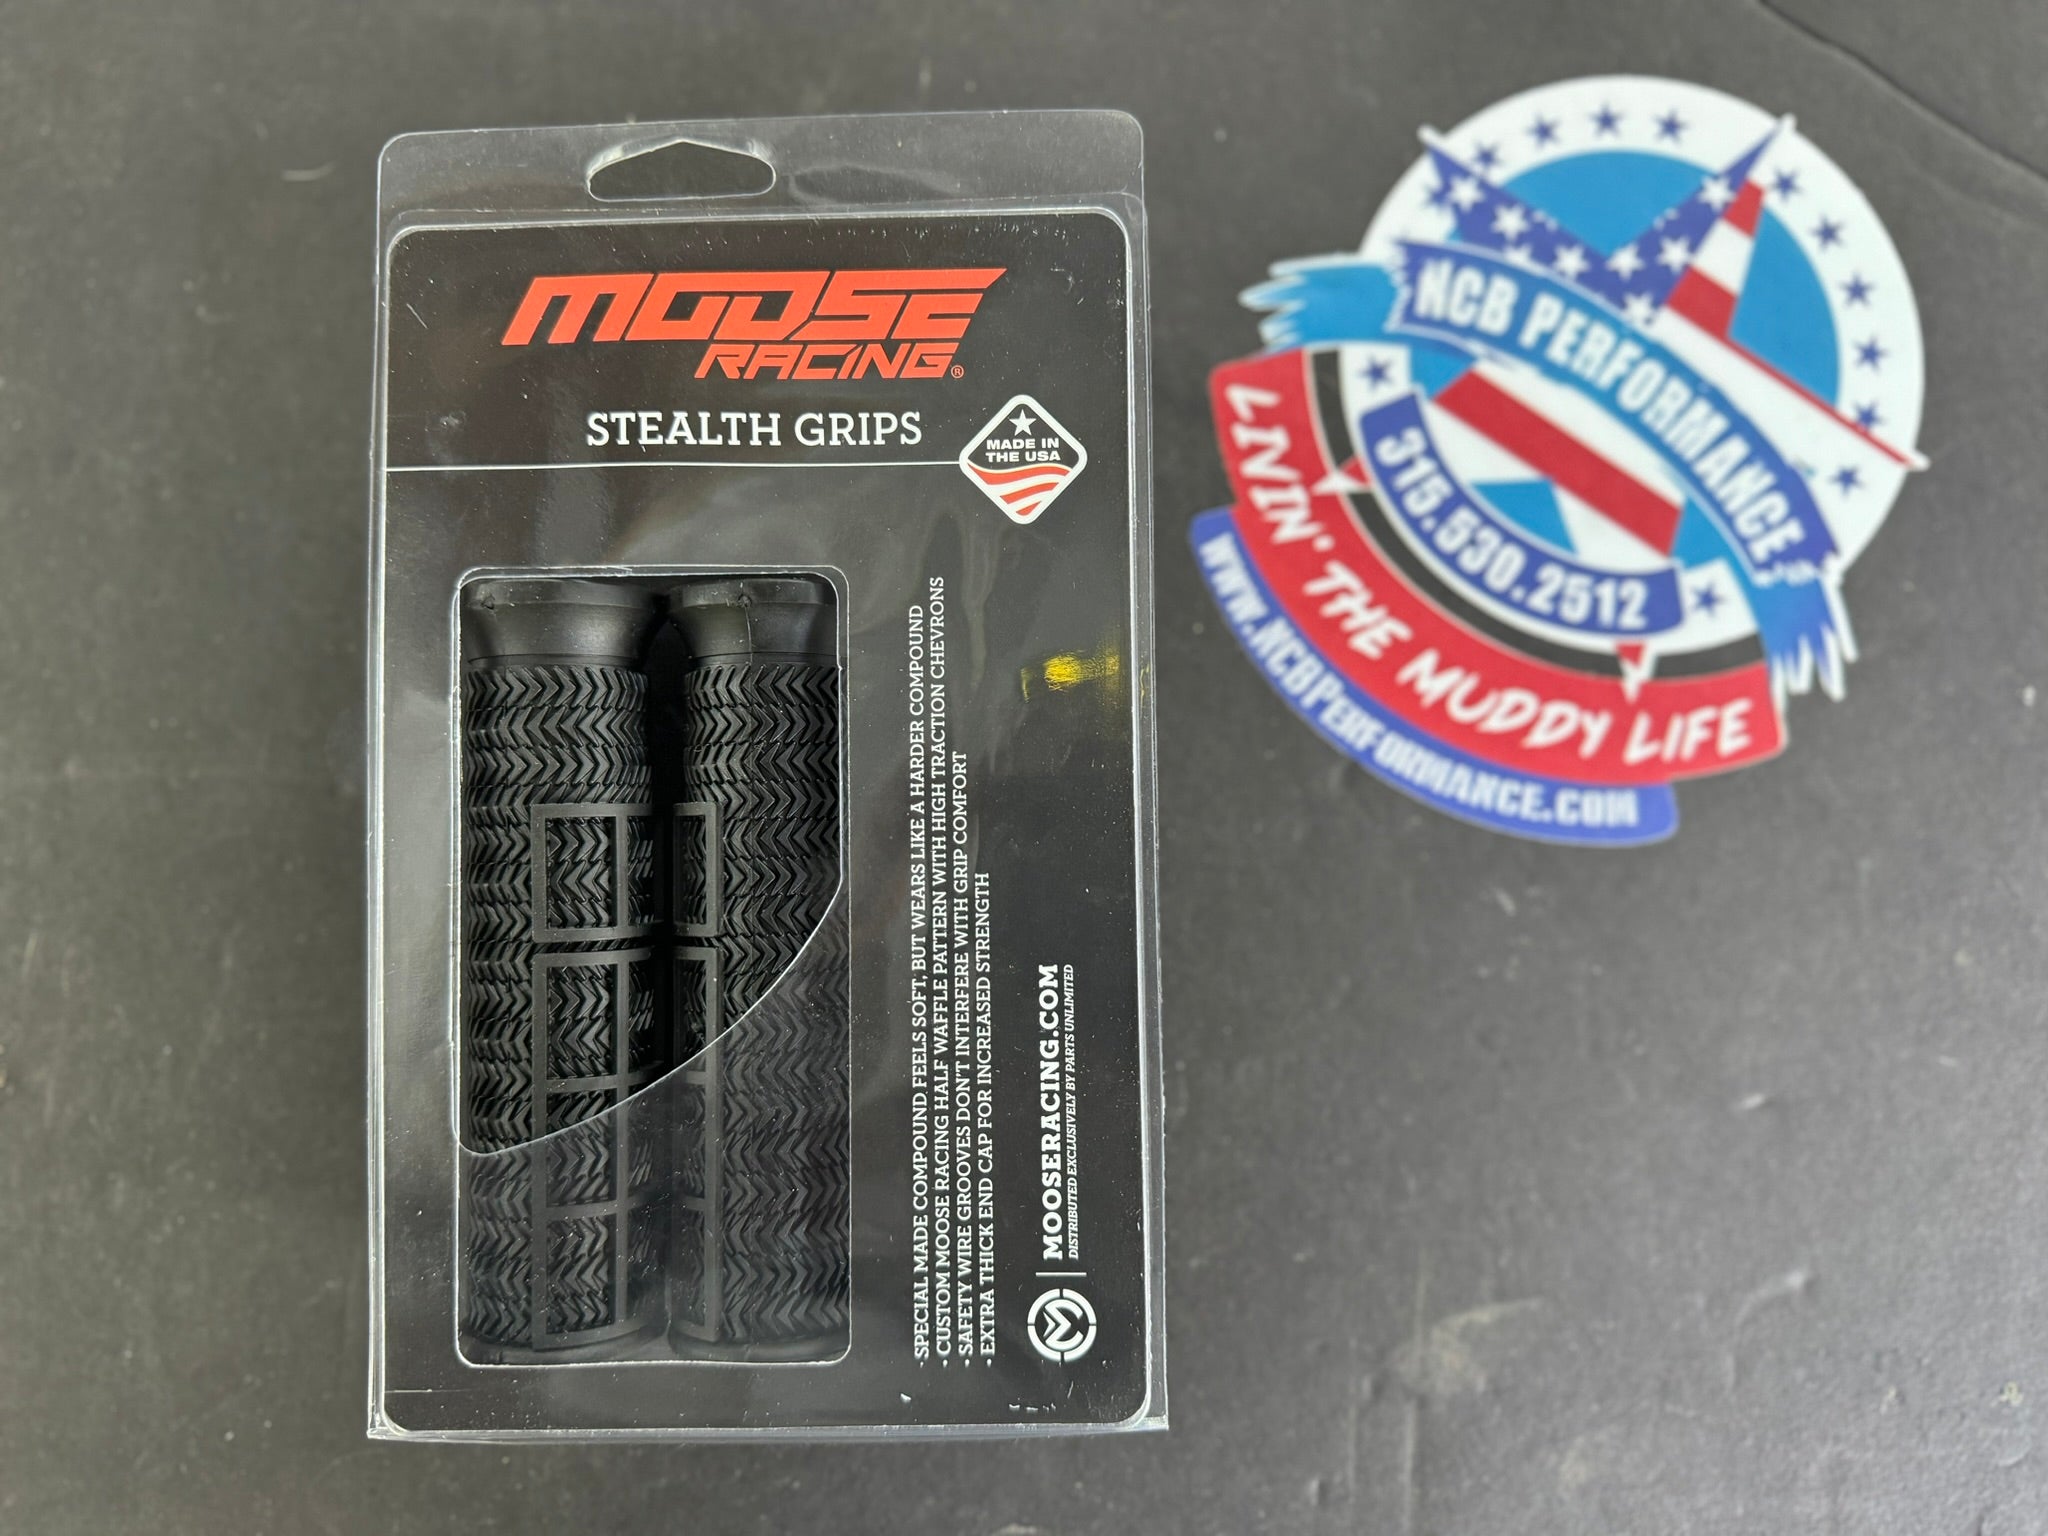 MOOSE
RACING®
STEALTH GRIPS
MADE IN
THE USA
·SPECIAL MADE COMPOUND FEELS SOFT, BUT WEARS LIKE A HARDER COMPOUND
·CUSTOM MOOSE RACING HALF WAFFLE PATTERN WITH HIGH TRACTION CHEVRONS
·SAFETY WIRE GROOVES DON'T INTERFERE WITH GRIP COMFORT
·EXTRA THICK END CAP FOR INCREASED STRENGTH
MOOSERACING.COM
DISTRIBUTED EXCLUSIVELY BY PARTS UNLIMITED
NCB PERFORMANCE
315.530.2512
LIVIN' THE MUDDY LIFE
WWW.NCBPERFORMANCE.COM